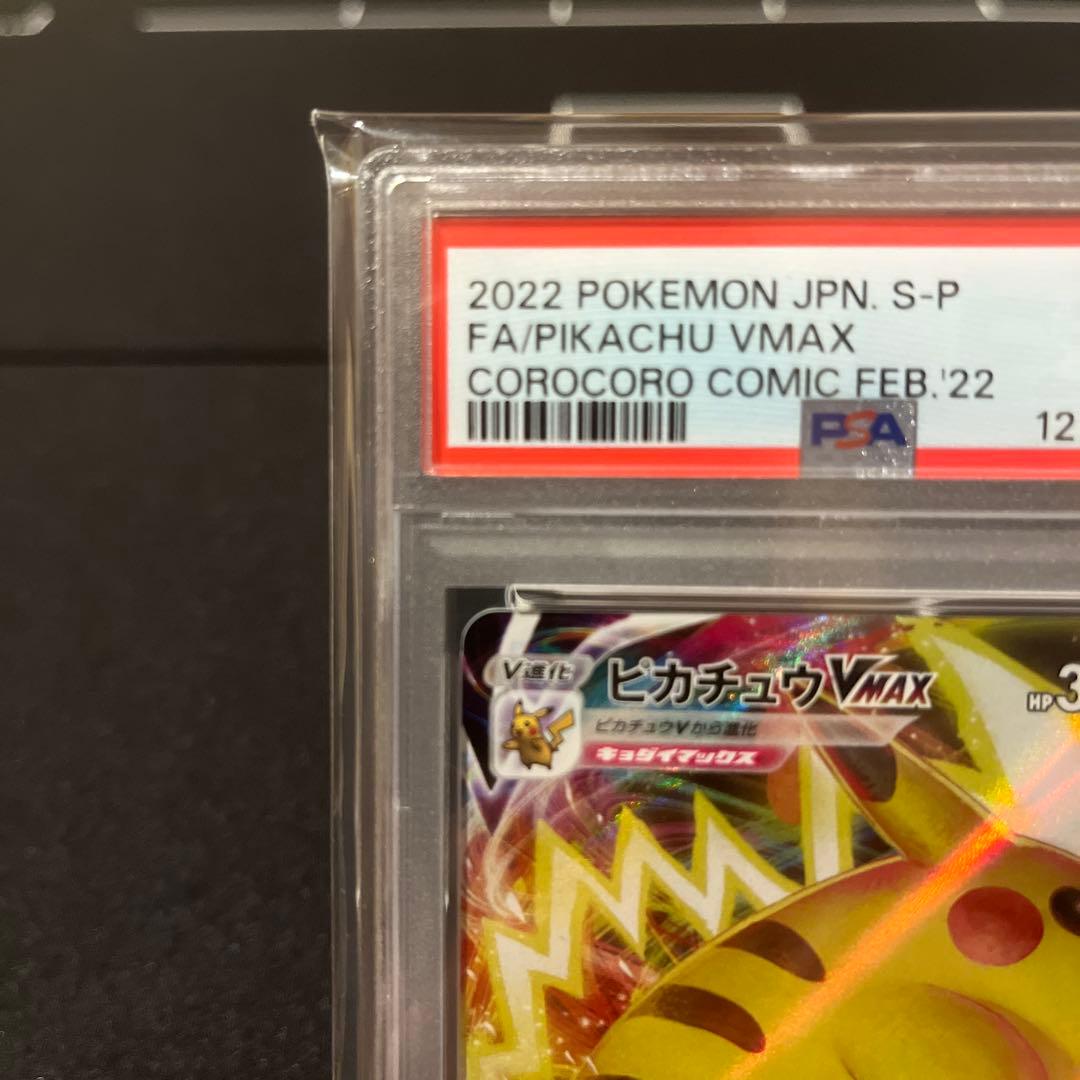 2022 POKEMON JPN. S-P
FA/PIKACHU VMAX
COROCORO COMIC FEB.'22
PSA
12
V進化
ピカチュウVMAX
HP3
ピカチュウVから進化
キョダイマックス